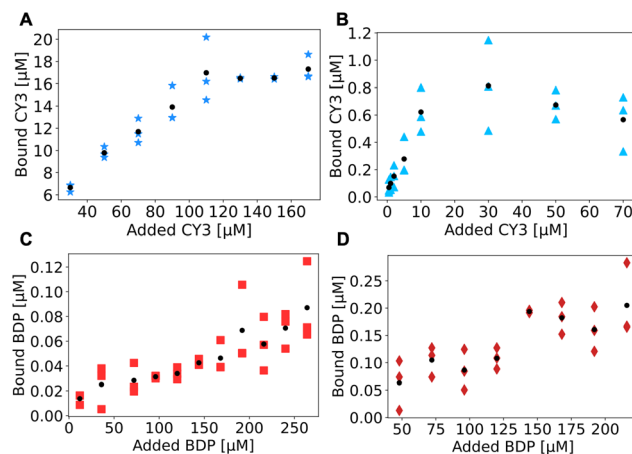 A
20
18
16
14
12
10
8
6
Bound CY3 [μM]
40 60 80 100 120 140 160
Added CY3 [μM]
B
1.2
1.0
0.8
0.6
0.4
0.2
0.0
Bound CY3 [μM]
0 10 20 30 40 50 60 70
Added CY3 [μM]
C
0.12
0.10
0.08
0.06
0.04
0.02
0.00
Bound BDP [μM]
0 50 100 150 200 250
Added BDP [μM]
D
0.25
0.20
0.15
0.10
0.05
0.00
Bound BDP [μM]
50 75 100 125 150 175 200
Added BDP [μM]